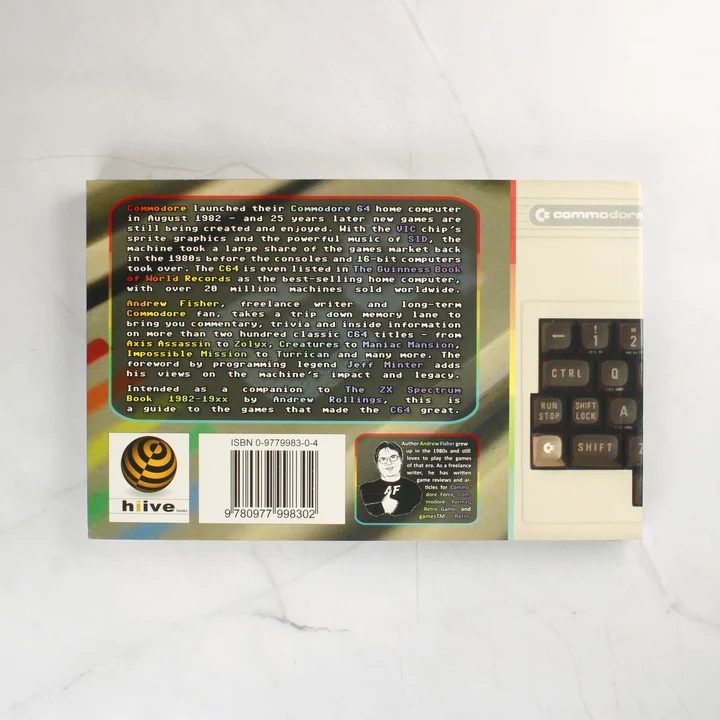 Commodore launched their Commodore 64 home computer
in August 1982 - and 25 years later new games are
still being created and enjoyed. With the VIC chip's
sprite graphics and the powerful music of SID, the
machine took a large share of the games market back
in the 1980s before the consoles and 16-bit computers
took over. The C64 is even listed in The Guinness Book
of World Records as the best-selling home computer,
with over 20 million machines sold worldwide.
Andrew Fisher, freelance writer and long-term
Commodore fan, takes a trip down memory lane to
bring you commentary, trivia and inside information
on more than two hundred classic C64 titles - from
Axis Assassin to Zolyx, Creatures to Maniac Mansion,
Impossible Mission to Turrican and many more. The
foreword by programming legend Jeff Minter adds
his views on the machine's impact and legacy.
Intended as a companion to The ZX Spectrum
Book 1982-19xx by Andrew Rollings, this is
a guide to the games that made the C64 great.
hiive books
ISBN 0-9779983-0-4
9 780977 998302
AF
Author Andrew Fisher grew
up in the 1980s and still
loves to play the games
of that era. As a freelance
writer, he has written
game reviews and ar-
ticles for Commo-
dore Force, Com-
modore Format,
Retro Gamer and
gamesTM Retro.
commodore
← ! 1 " 2
CTRL Q
RUN STOP SHIFT LOCK A
SHIFT Z